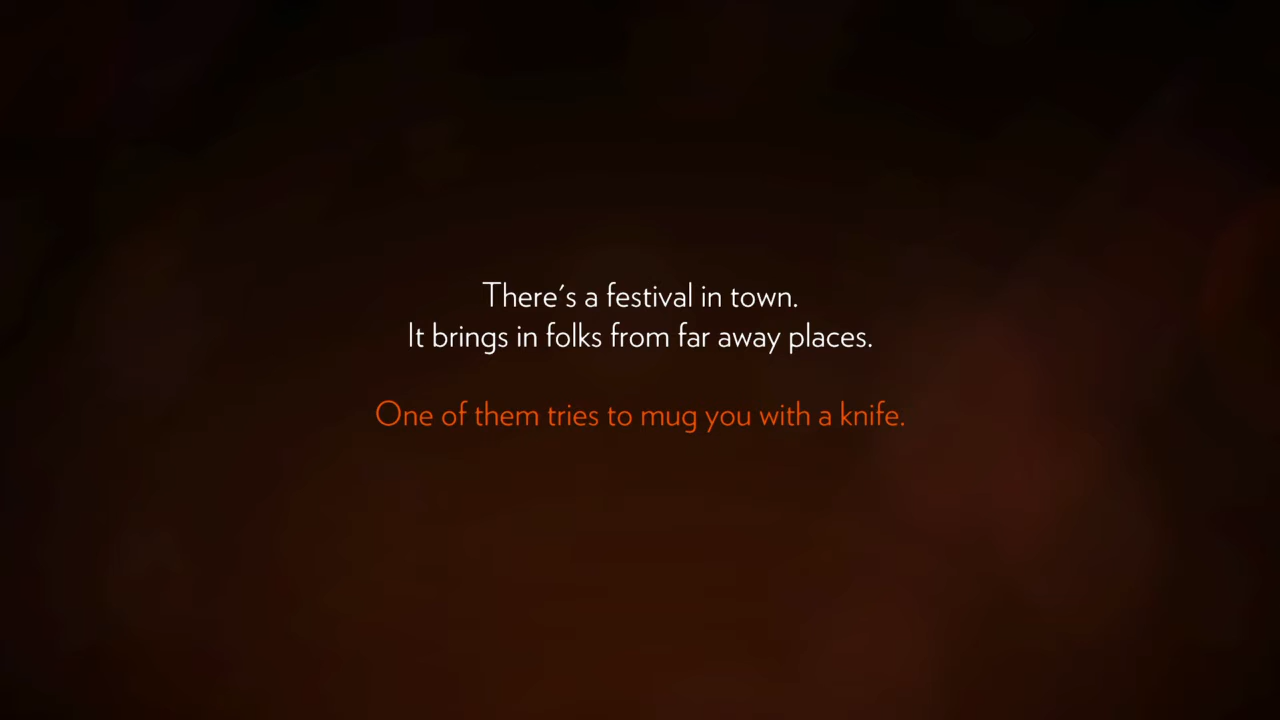 There's a festival in town.
It brings in folks from far away places.
One of them tries to mug you with a knife.